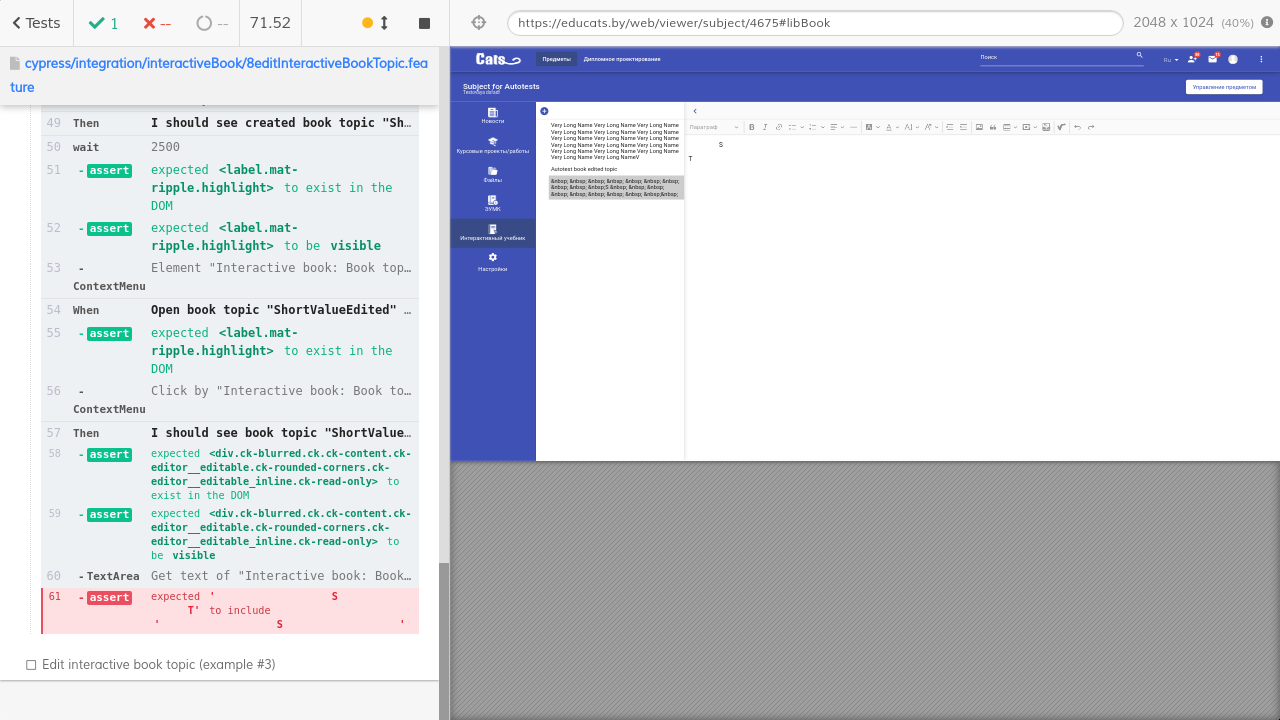 Tests
1
--
--
71.52
cypress/integration/interactiveBook/8editInteractiveBookTopic.fea
ture
49 Then I should see created book topic "Sh…
50 wait 2500
51 - assert expected <label.mat-
ripple.highlight> to exist in the
DOM
52 - assert expected <label.mat-
ripple.highlight> to be visible
53 - Element "Interactive book: Book top…
ContextMenu
54 When Open book topic "ShortValueEdited" …
55 - assert expected <label.mat-
ripple.highlight> to exist in the
DOM
56 - Click by "Interactive book: Book to…
ContextMenu
57 Then I should see book topic "ShortValue…
58 - assert expected <div.ck-blurred.ck.ck-content.ck-
editor__editable.ck-rounded-corners.ck-
editor__editable_inline.ck-read-only> to
exist in the DOM
59 - assert expected <div.ck-blurred.ck.ck-content.ck-
editor__editable.ck-rounded-corners.ck-
editor__editable_inline.ck-read-only> to
be visible
60 - TextArea Get text of "Interactive book: Book…
61 - assert expected ' S
T' to include
' S '
Edit interactive book topic (example #3)
https://educats.by/web/viewer/subject/4675#libBook
2048 x 1024 (40%)
Cats
Предметы
Дипломное проектирование
Поиск
Ru
Subject for Autotests
Управление предметом
Новости
Курсовые проекты/работы
Файлы
ЭУМК
Интерактивный учебник
Настройки
Very Long Name Very Long Name Very Long Name
Very Long Name Very Long Name Very Long Name
Very Long Name Very Long Name Very Long Name
Very Long Name Very Long Name Very Long Name
Very Long Name Very Long Name Very Long Name
Very Long Name Very Long NameV
Autotest book edited topic
&nbsp; &nbsp; &nbsp; &nbsp; &nbsp; &nbsp; &nbsp;
&nbsp; &nbsp; &nbsp;S &nbsp; &nbsp; &nbsp;
&nbsp; &nbsp; &nbsp; &nbsp; &nbsp; &nbsp;&nbsp;
Параграф
S
T